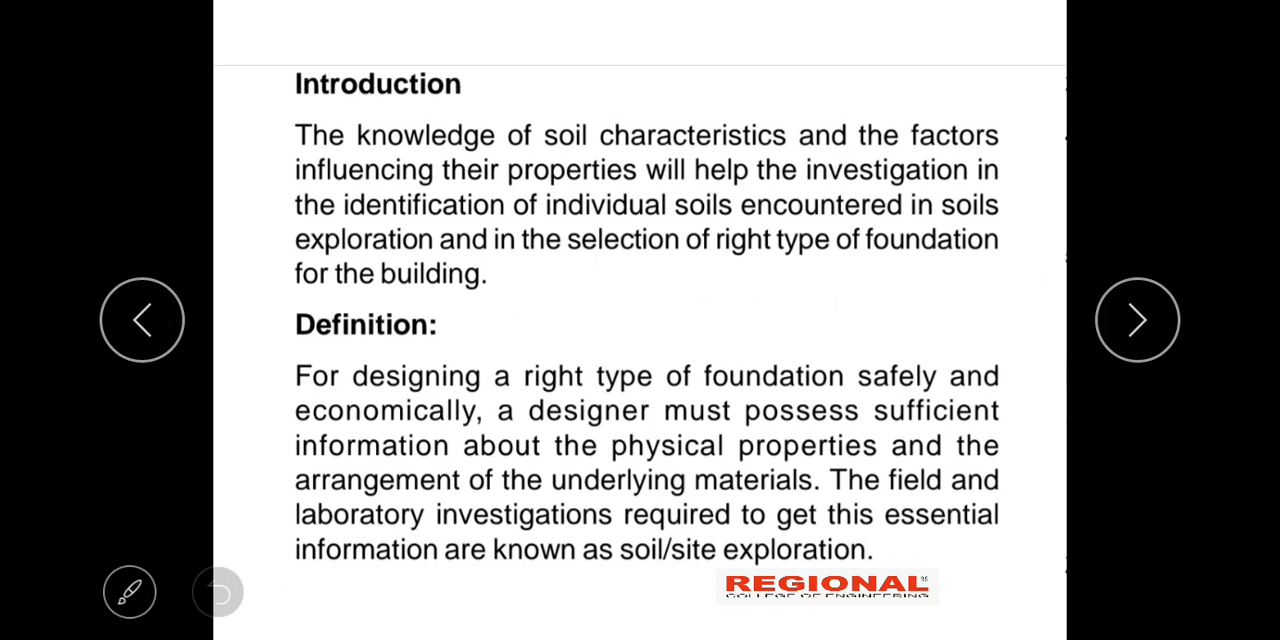 Introduction
The knowledge of soil characteristics and the factors
influencing their properties will help the investigation in
the identification of individual soils encountered in soils
exploration and in the selection of right type of foundation
for the building.
Definition:
For designing a right type of foundation safely and
economically, a designer must possess sufficient
information about the physical properties and the
arrangement of the underlying materials. The field and
laboratory investigations required to get this essential
information are known as soil/site exploration.
REGIONAL
COLLEGE OF ENGINEERING